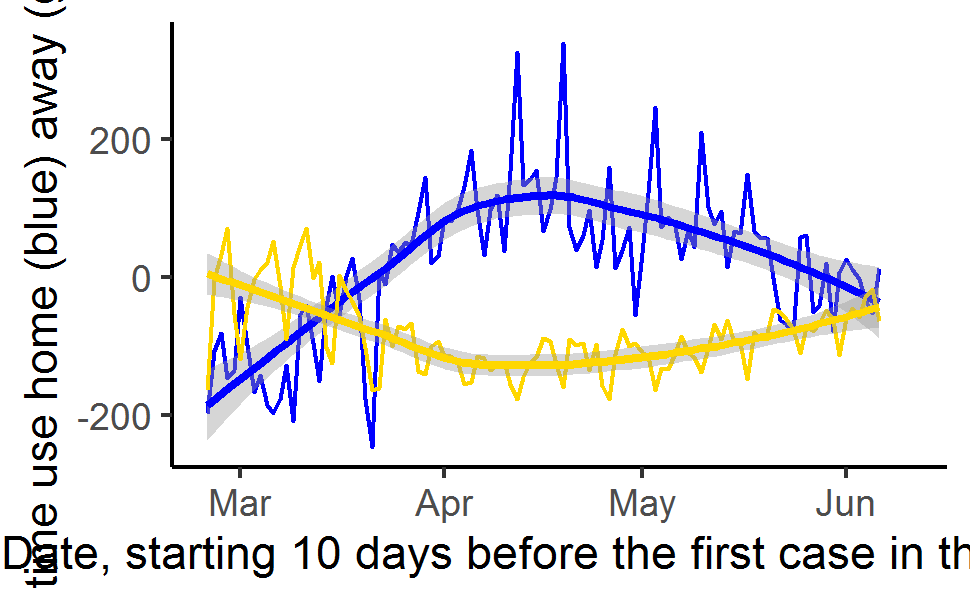 time use home (blue) away (
200
0
-200
Mar Apr May Jun
Date, starting 10 days before the first case in th